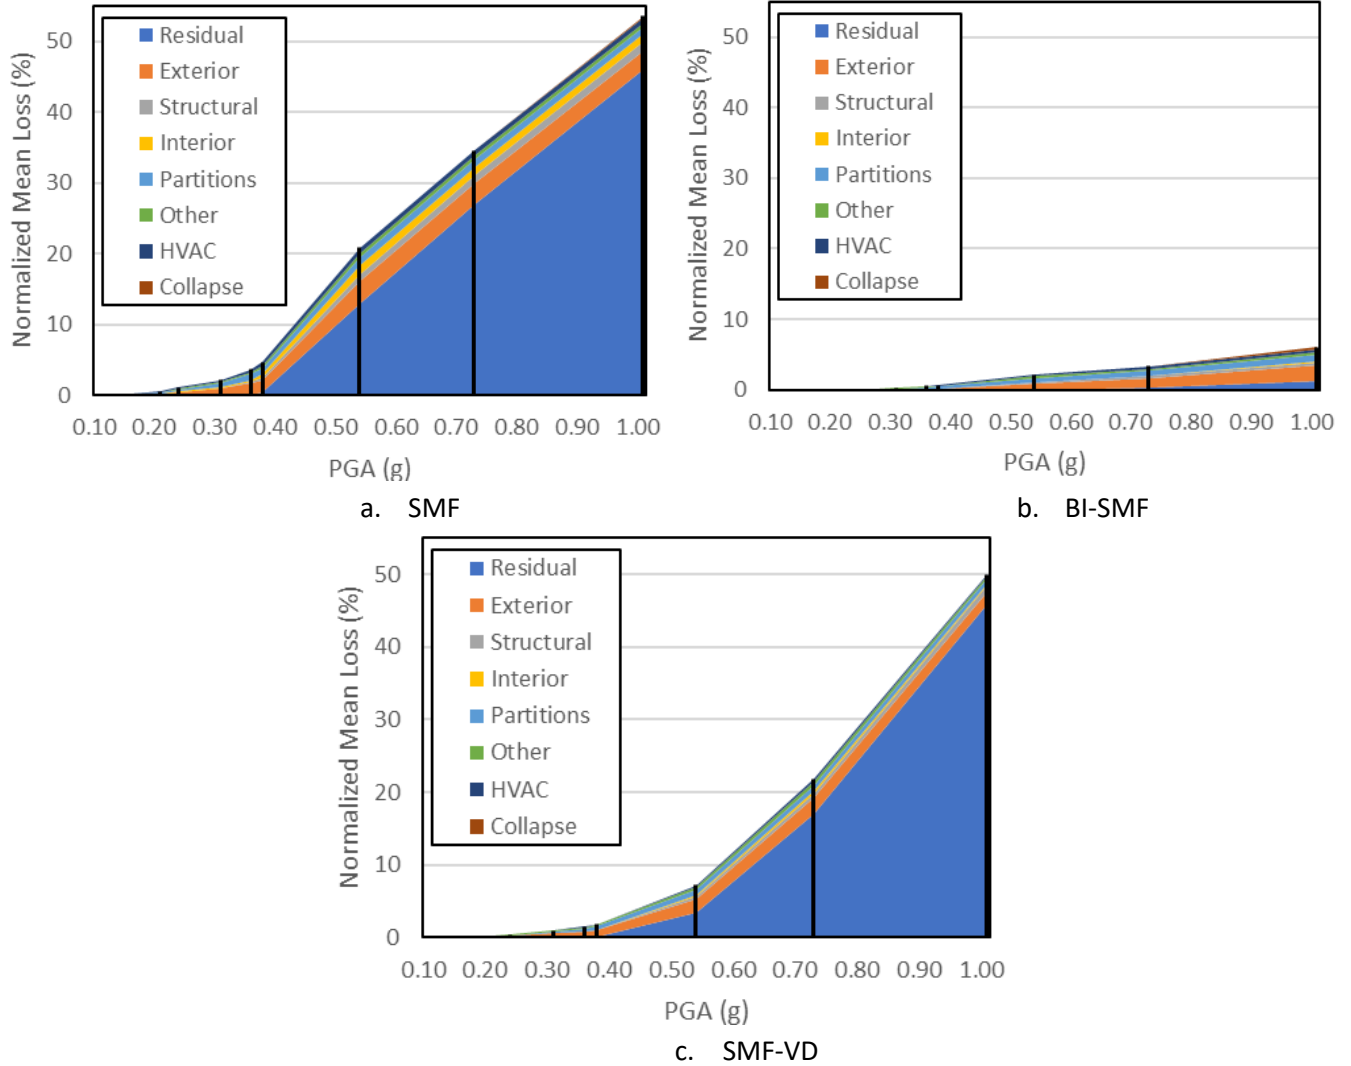 Normalized Mean Loss (%)
50
40
30
20
10
0
Residual
Exterior
Structural
Interior
Partitions
Other
HVAC
Collapse
0.10 0.20 0.30 0.40 0.50 0.60 0.70 0.80 0.90 1.00
PGA (g)
a. SMF
Normalized Mean Loss (%)
50
40
30
20
10
0
Residual
Exterior
Structural
Interior
Partitions
Other
HVAC
Collapse
0.10 0.20 0.30 0.40 0.50 0.60 0.70 0.80 0.90 1.00
PGA (g)
b. BI-SMF
Normalized Mean Loss (%)
50
40
30
20
10
0
Residual
Exterior
Structural
Interior
Partitions
Other
HVAC
Collapse
0.10 0.20 0.30 0.40 0.50 0.60 0.70 0.80 0.90 1.00
PGA (g)
c. SMF-VD